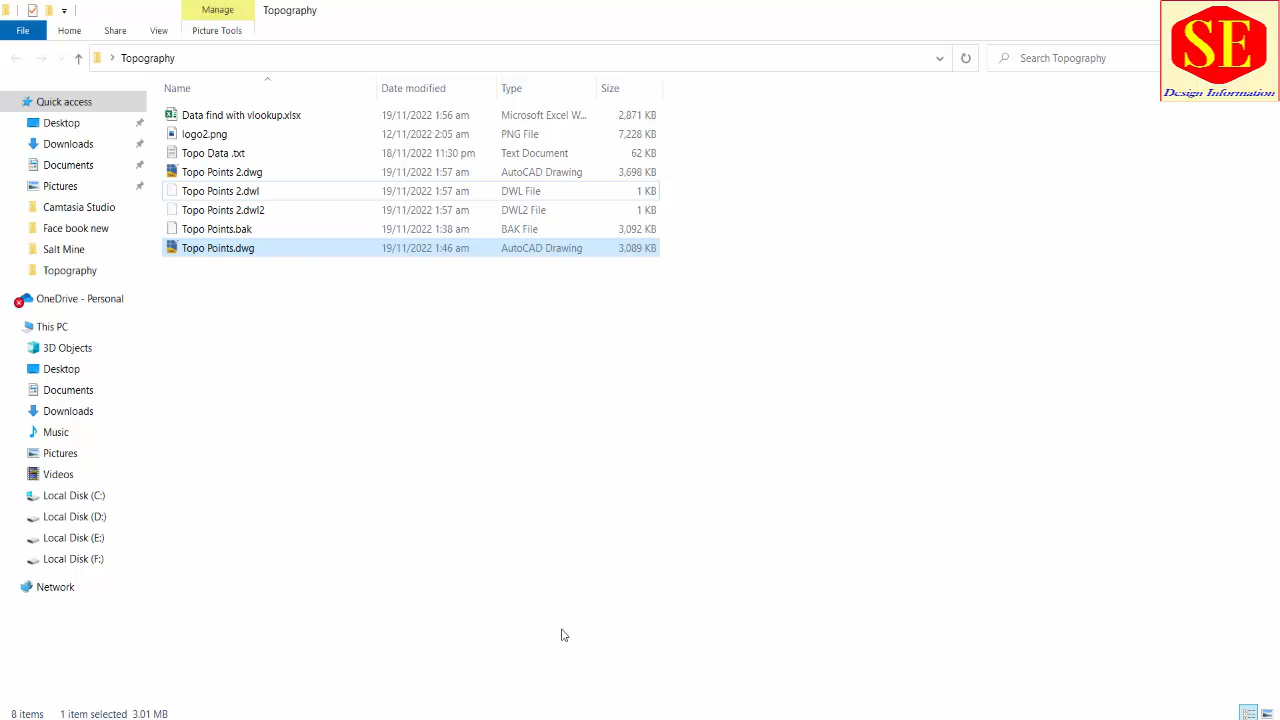 Manage
Topography
File
Home
Share
View
Picture Tools
Topography
Search Topography
SE
Design Information
Name
Date modified
Type
Size
Quick access
Desktop
Downloads
Documents
Pictures
Camtasia Studio
Face book new
Salt Mine
Topography
OneDrive - Personal
This PC
3D Objects
Desktop
Documents
Downloads
Music
Pictures
Videos
Local Disk (C:)
Local Disk (D:)
Local Disk (E:)
Local Disk (F:)
Network
Data find with vlookup.xlsx 19/11/2022 1:56 am Microsoft Excel W... 2,871 KB
logo2.png 12/11/2022 2:05 am PNG File 7,228 KB
Topo Data .txt 18/11/2022 11:30 pm Text Document 62 KB
Topo Points 2.dwg 19/11/2022 1:57 am AutoCAD Drawing 3,698 KB
Topo Points 2.dwl 19/11/2022 1:57 am DWL File 1 KB
Topo Points 2.dwl2 19/11/2022 1:57 am DWL2 File 1 KB
Topo Points.bak 19/11/2022 1:38 am BAK File 3,092 KB
Topo Points.dwg 19/11/2022 1:46 am AutoCAD Drawing 3,089 KB
8 items 1 item selected 3.01 MB